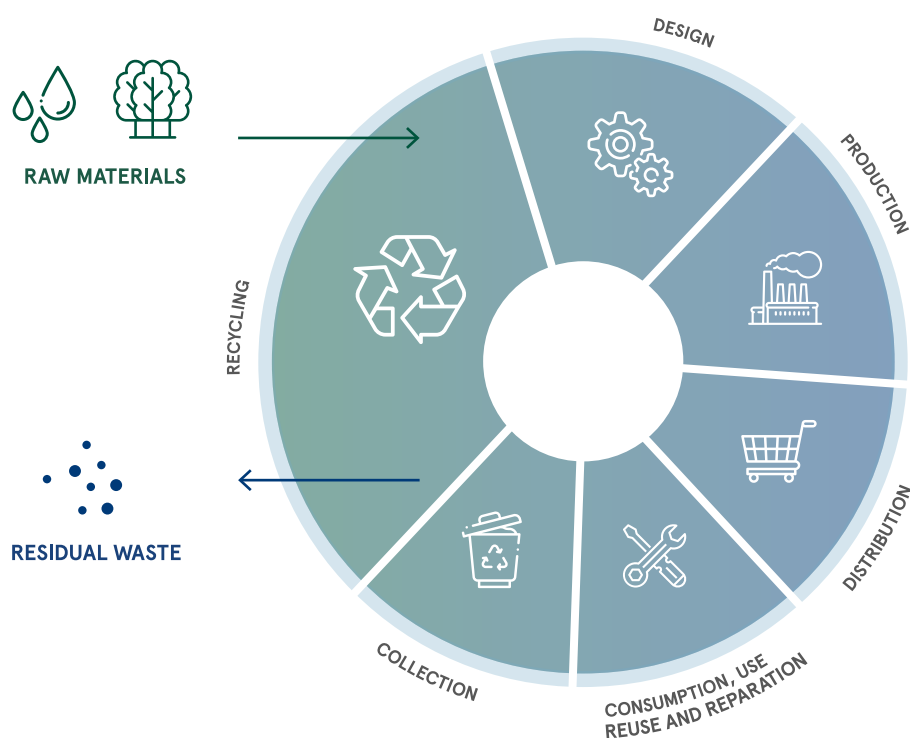 DESIGN
PRODUCTION
RAW MATERIALS
RECYCLING
DISTRIBUTION
RESIDUAL WASTE
COLLECTION
CONSUMPTION, USE
REUSE AND REPARATION